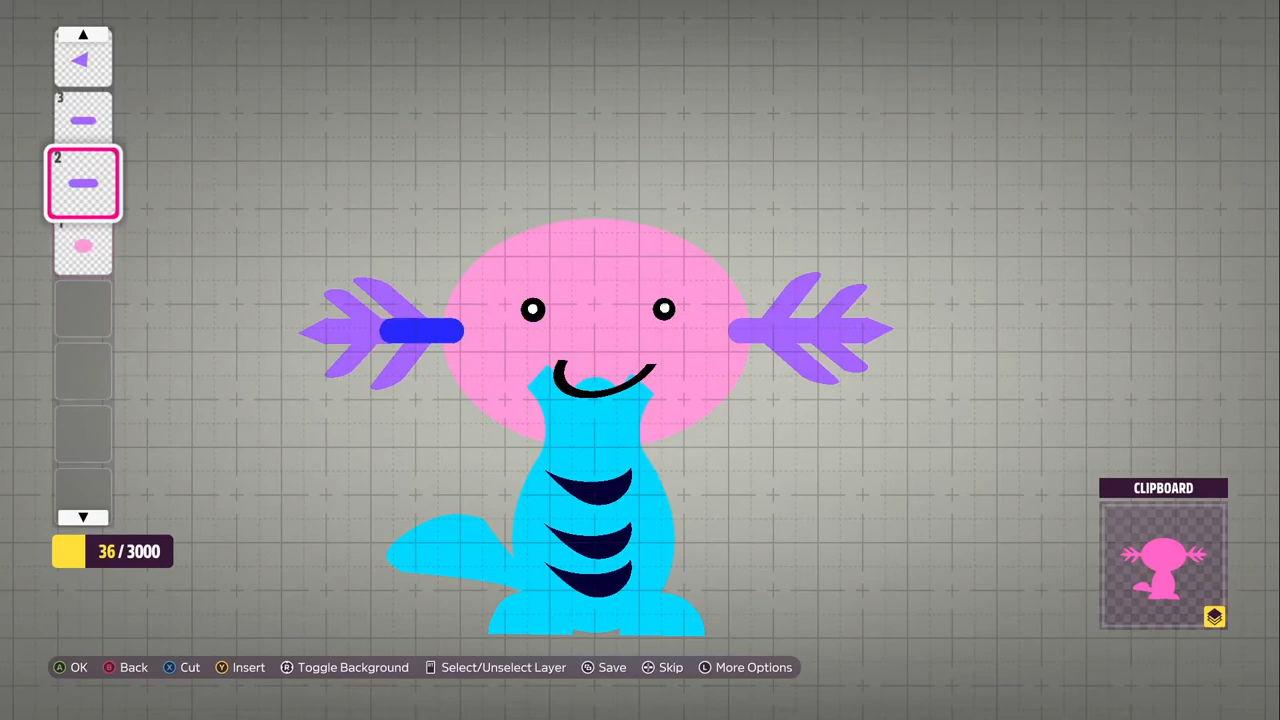 ▲
3
2
▼
36 / 3000
CLIPBOARD
A OK B Back X Cut Y Insert R Toggle Background Select/Unselect Layer Save Skip L More Options